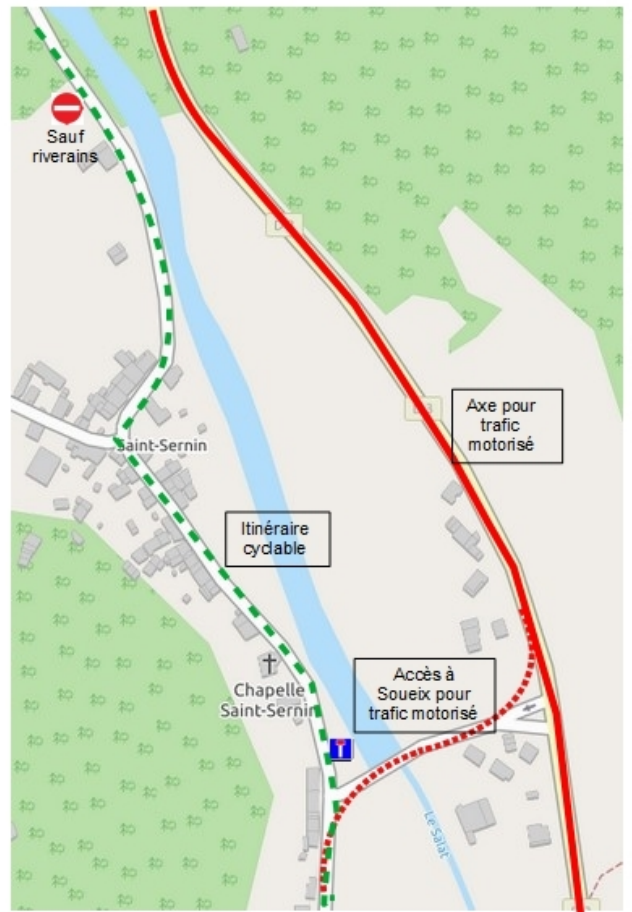 Sauf
riverains
Axe pour
trafic
motorisé
Saint-Sernin
Itinéraire
cyclable
Accès à
Soueix pour
trafic motorisé
Chapelle
Saint-Sernin
Le Salat